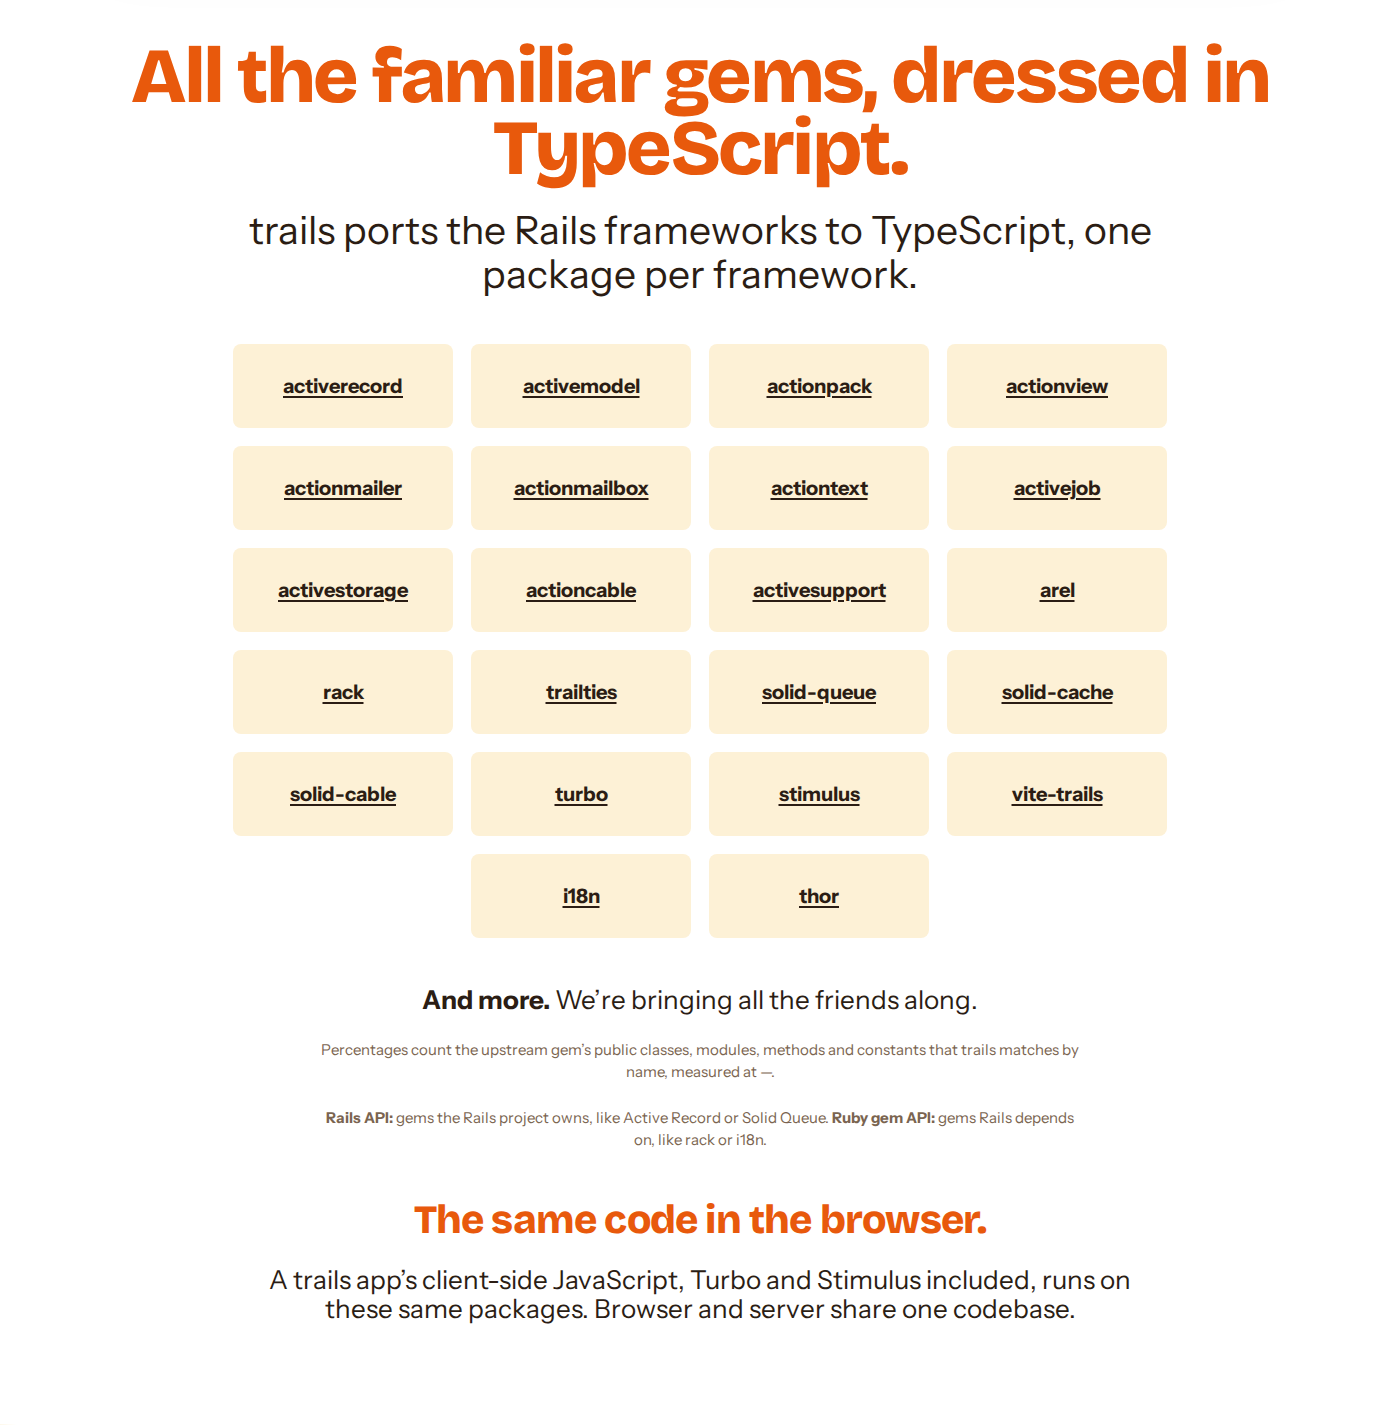 All the familiar gems, dressed in
TypeScript.
trails ports the Rails frameworks to TypeScript, one
package per framework.
activerecord
activemodel
actionpack
actionview
actionmailer
actionmailbox
actiontext
activejob
activestorage
actioncable
activesupport
arel
rack
trailties
solid-queue
solid-cache
solid-cable
turbo
stimulus
vite-trails
i18n
thor
And more. We’re bringing all the friends along.
Percentages count the upstream gem’s public classes, modules, methods and constants that trails matches by
name, measured at —.
Rails API: gems the Rails project owns, like Active Record or Solid Queue. Ruby gem API: gems Rails depends
on, like rack or i18n.
The same code in the browser.
A trails app’s client-side JavaScript, Turbo and Stimulus included, runs on
these same packages. Browser and server share one codebase.